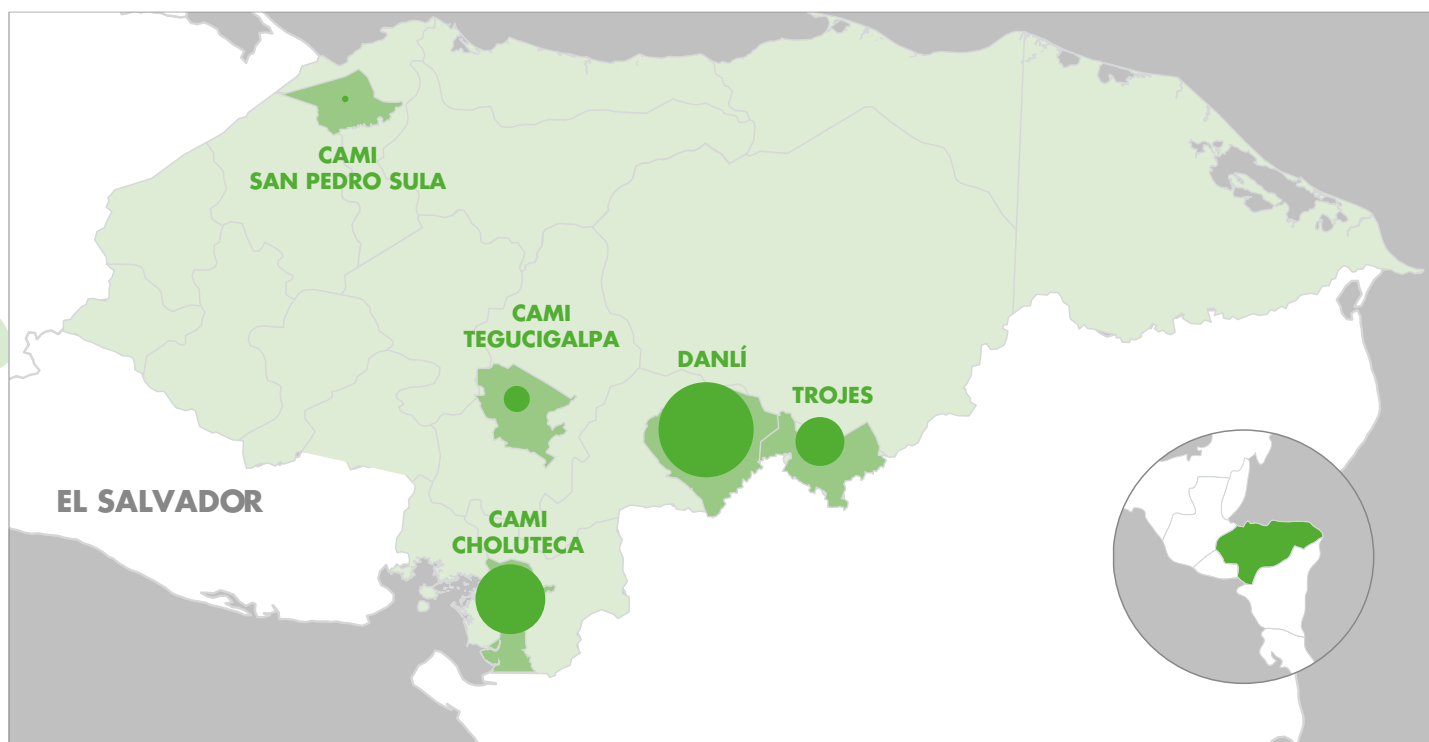 CAMI
SAN PEDRO SULA
CAMI
TEGUCIGALPA
DANLÍ
TROJES
EL SALVADOR
CAMI
CHOLUTECA